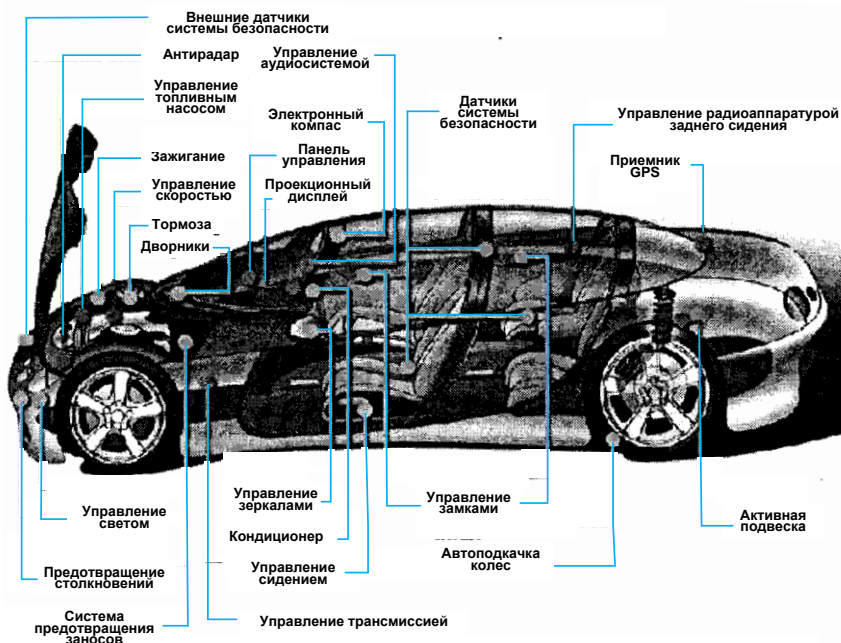 Внешние датчики
системы безопасности
Антирадар
Управление
аудиосистемой
Управление
топливным
насосом
Электронный
компас
Датчики
системы
безопасности
Управление радиоаппаратурой
заднего сидения
Зажигание
Панель
управления
Приемник
GPS
Управление
скоростью
Проекционный
дисплей
Тормоза
Дворники
Управление
светом
Управление
зеркалами
Управление
замками
Активная
подвеска
Кондиционер
Автоподкачка
колес
Предотвращение
столкновений
Управление
сидением
Система
предотвращения
заносов
Управление трансмиссией